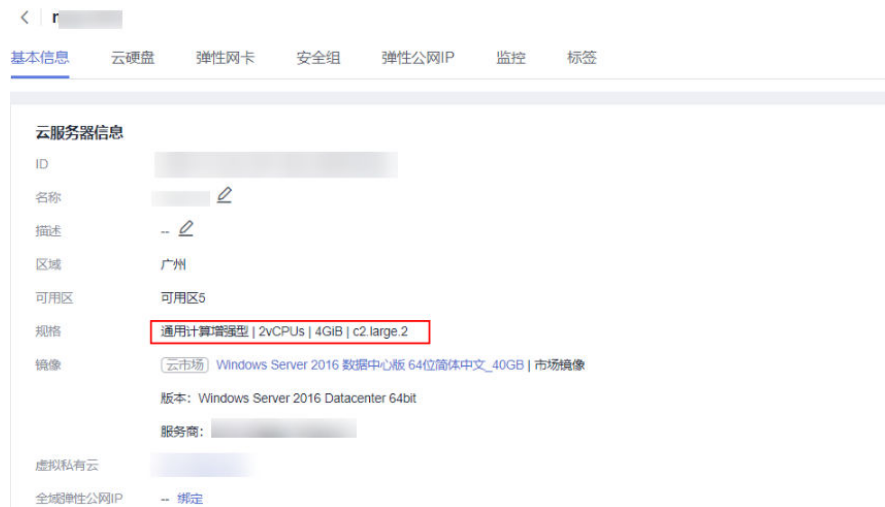 基本信息 云硬盘 弹性网卡 安全组 弹性公网IP 监控 标签
云服务器信息
ID
名称
描述 --
区域 广州
可用区 可用区5
规格 通用计算增强型 | 2vCPUs | 4GiB | c2.large.2
镜像 云市场 Windows Server 2016 数据中心版 64位简体中文_40GB | 市场镜像
版本：Windows Server 2016 Datacenter 64bit
服务商：
虚拟私有云
全域弹性公网IP -- 绑定